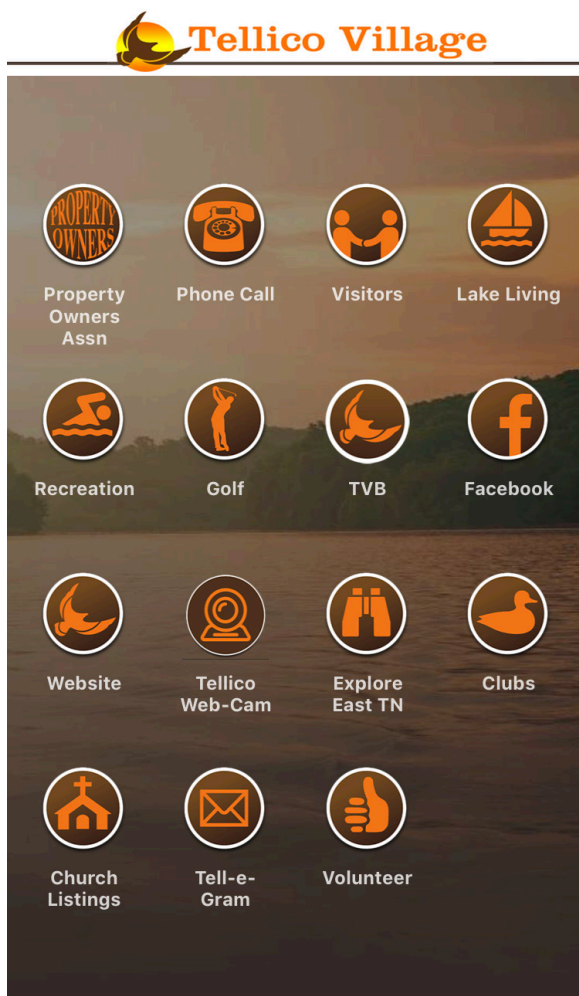 Tellico Village
PROPERTY
OWNERS
Property
Owners
Assn
Phone Call
Visitors
Lake Living
Recreation
Golf
TVB
Facebook
Website
Tellico
Web-Cam
Explore
East TN
Clubs
Church
Listings
Tell-e-
Gram
Volunteer